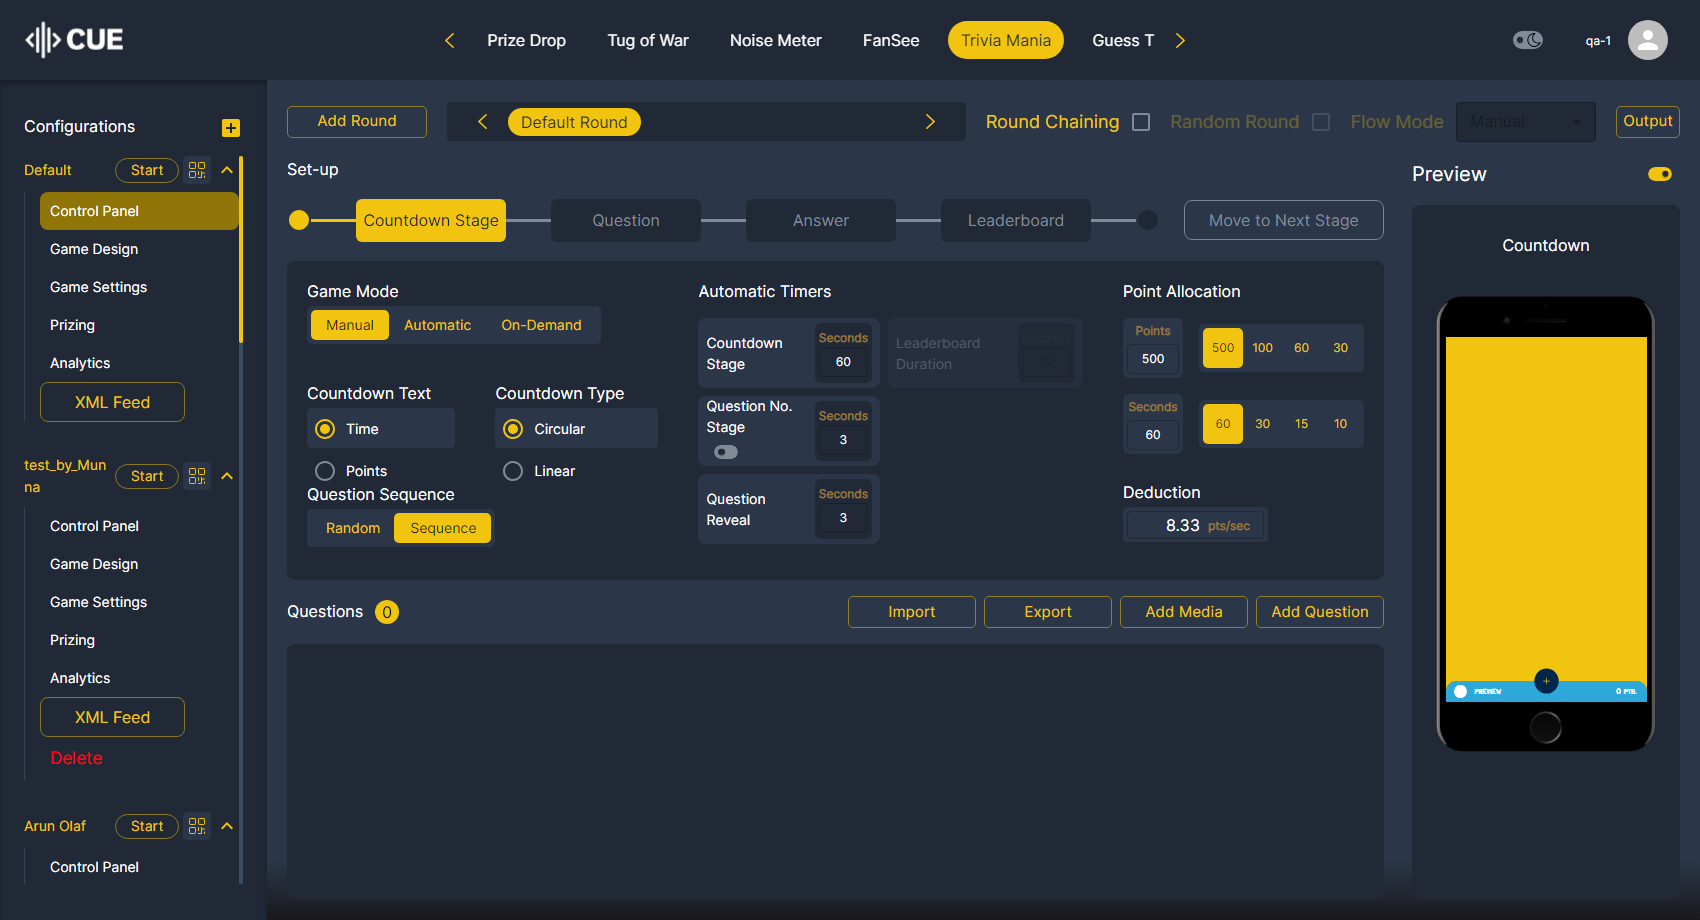 CUE
Prize Drop
Tug of War
Noise Meter
FanSee
Trivia Mania
Guess T
qa-1
Configurations
Default
Start
Control Panel
Game Design
Game Settings
Prizing
Analytics
XML Feed
test_by_Mun
na
Start
Control Panel
Game Design
Game Settings
Prizing
Analytics
XML Feed
Delete
Arun Olaf
Start
Control Panel
Add Round
Default Round
Round Chaining
Random Round
Flow Mode
Manual
Output
Set-up
Countdown Stage
Question
Answer
Leaderboard
Move to Next Stage
Game Mode
Manual
Automatic
On-Demand
Countdown Text
Time
Points
Countdown Type
Circular
Linear
Question Sequence
Random
Sequence
Automatic Timers
Countdown
Stage
Seconds
60
Leaderboard
Duration
Seconds
10
Question No.
Stage
Seconds
3
Question
Reveal
Seconds
3
Point Allocation
Points
500
500
100
60
30
Seconds
60
60
30
15
10
Deduction
8.33 pts/sec
Questions
0
Import
Export
Add Media
Add Question
Preview
Countdown
+
PREVIEW
0 PTS.